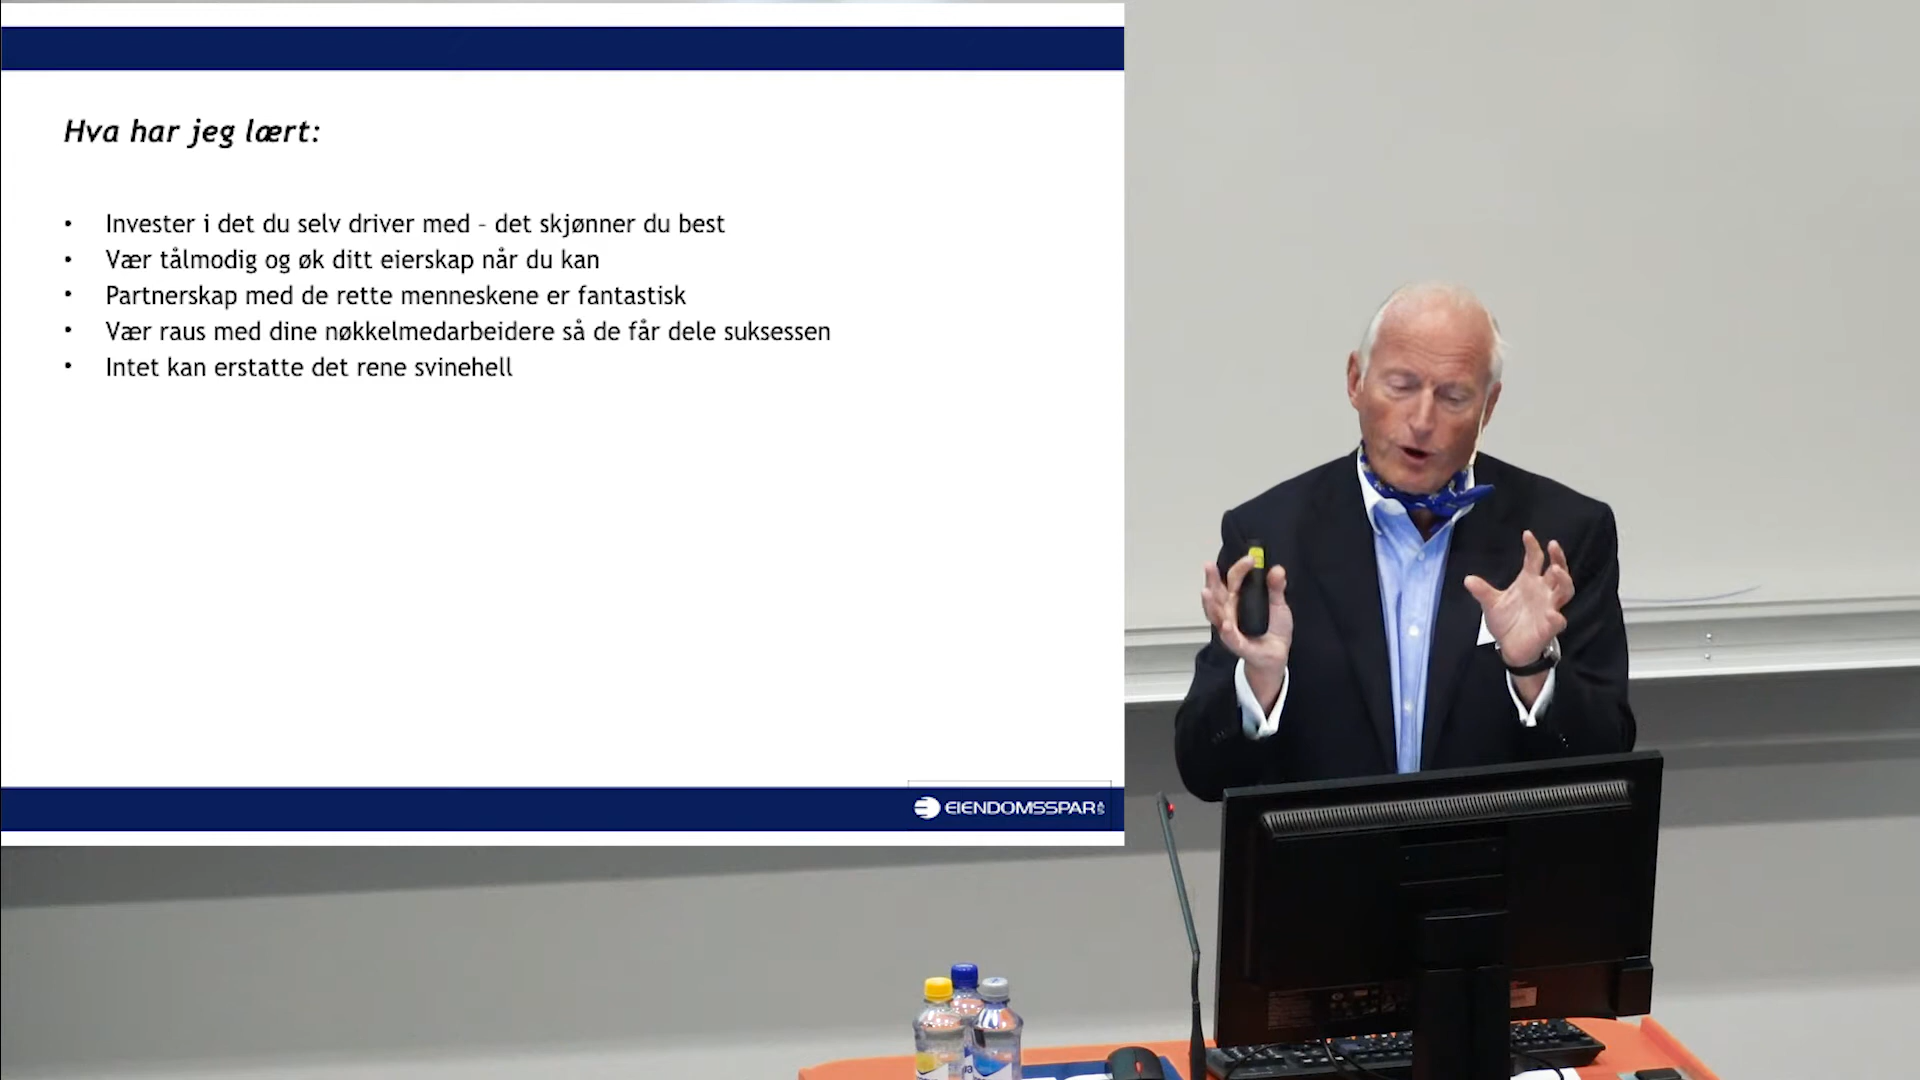 Hva har jeg lært:
• Invester i det du selv driver med – det skjønner du best
• Vær tålmodig og øk ditt eierskap når du kan
• Partnerskap med de rette menneskene er fantastisk
• Vær raus med dine nøkkelmedarbeidere så de får dele suksessen
• Intet kan erstatte det rene svinehell
EIENDOMSSPAR AS